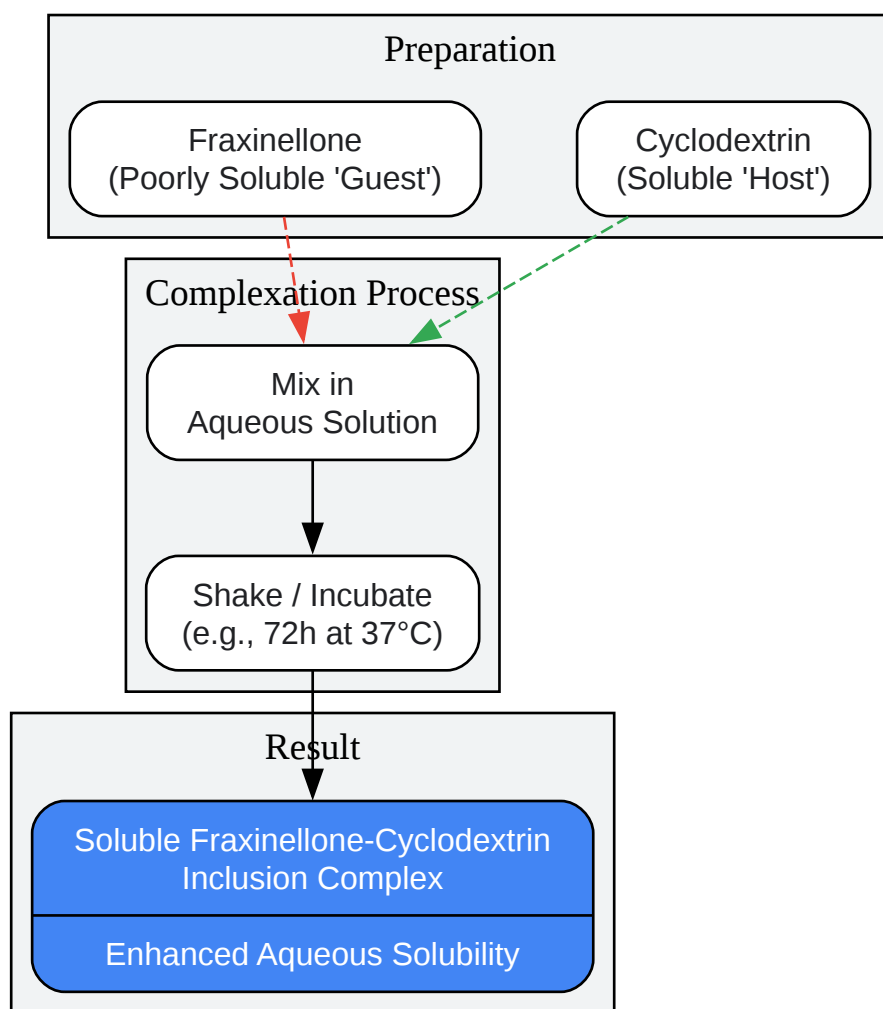 Preparation
Fraxinellone
(Poorly Soluble 'Guest')
Cyclodextrin
(Soluble 'Host')
Complexation Process
Mix in
Aqueous Solution
Shake / Incubate
(e.g., 72h at 37°C)
Result
Soluble Fraxinellone-Cyclodextrin
Inclusion Complex
Enhanced Aqueous Solubility